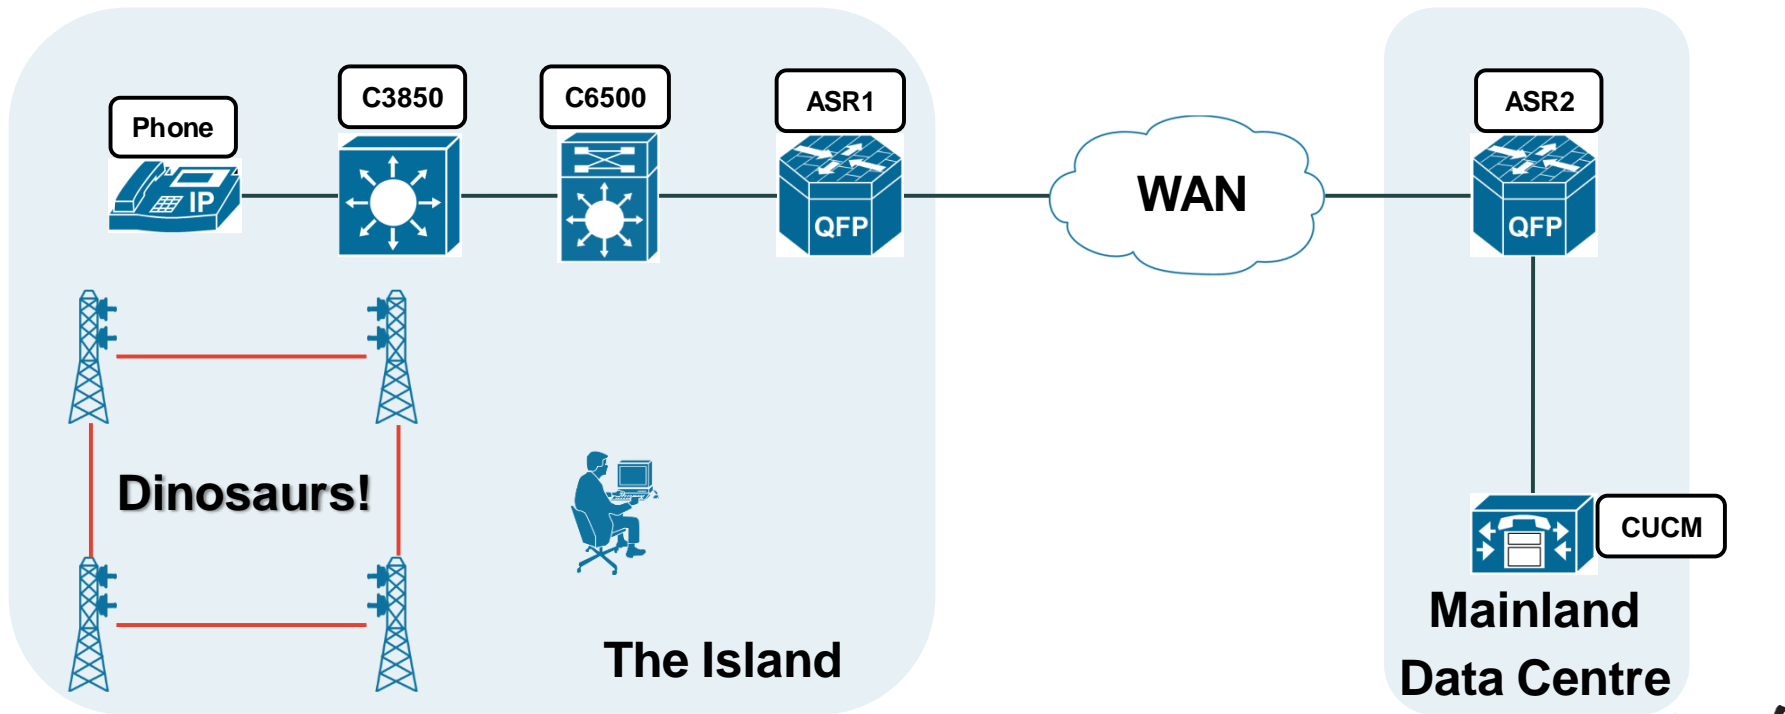 Phone
C3850
C6500
ASR1
ASR2
IP
QFP
WAN
QFP
Dinosaurs!
CUCM
The Island
Mainland
Data Centre